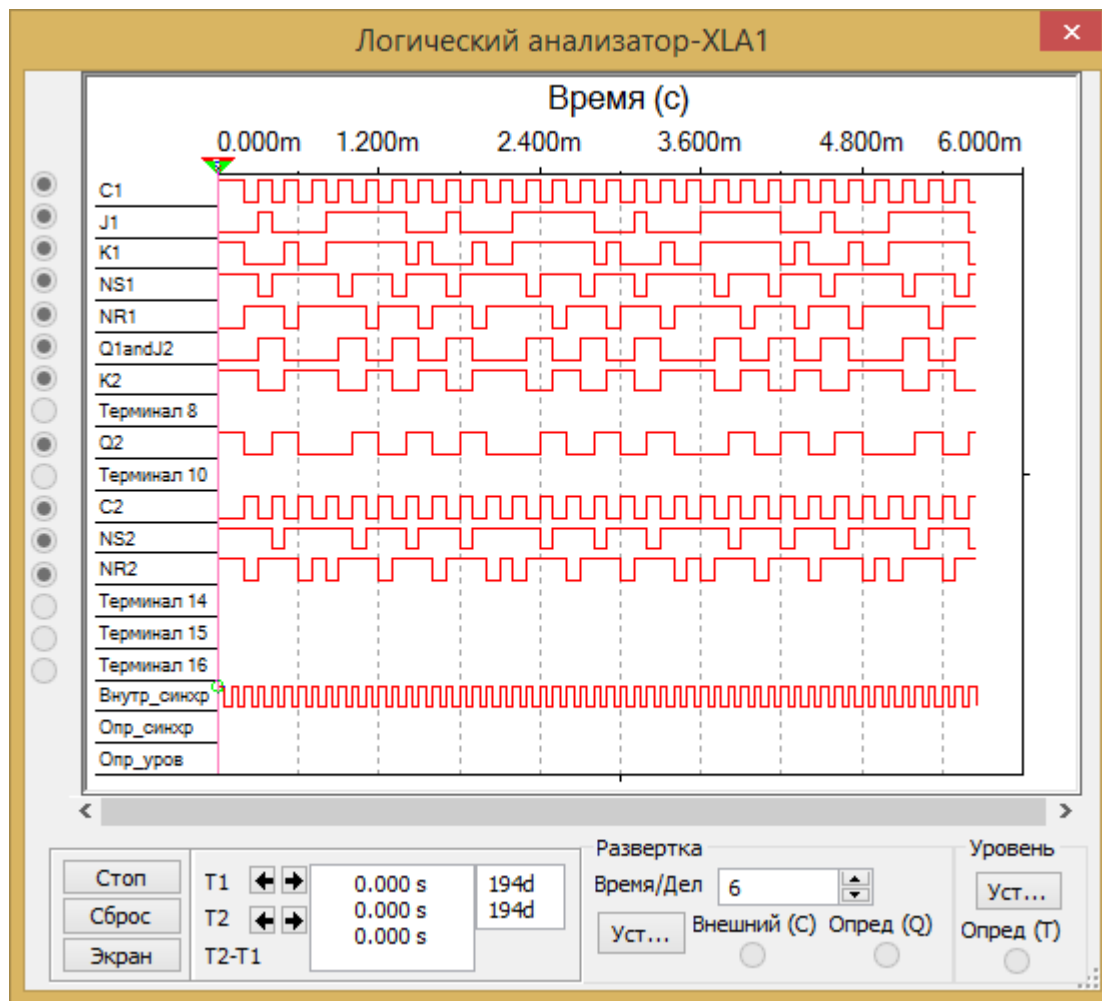 Логический анализатор-XLA1
×
Время (с)
0.000m 1.200m 2.400m 3.600m 4.800m 6.000m
C1
J1
K1
NS1
NR1
Q1andJ2
K2
Терминал 8
Q2
Терминал 10
C2
NS2
NR2
Терминал 14
Терминал 15
Терминал 16
Внутр_синхр
Опр_синхр
Опр_уров
Стоп
Сброс
Экран
T1 0.000 s 194d
T2 0.000 s 194d
T2-T1 0.000 s
Развертка
Время/Дел 6
Уст... Внешний (C) Опред (Q)
Уровень
Уст...
Опред (T)